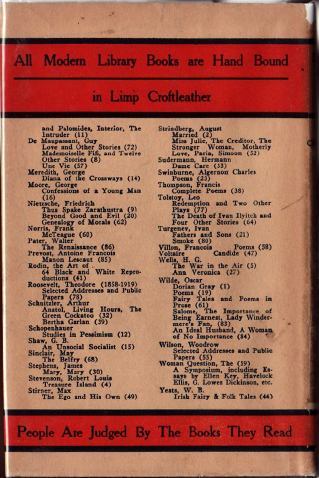 All Modern Library Books are Hand Bound
in Limp Croftleather
and Palomides, Interior, The
Intruder (11)
De Maupassant, Guy
Love and Other Stories (72)
Mademoiselle Fifi, and Twelve
Other Stories (8)
Une Vie (57)
Meredith, George
Diana of the Crossways (14)
Moore, George
Confessions of a Young Man
(16)
Nietzsche, Friedrich
Thus Spake Zarathustra (9)
Beyond Good and Evil (20)
Genealogy of Morals (62)
Norris, Frank
McTeague (60)
Pater, Walter
The Renaissance (86)
Prevost, Antoine Francois
Manon Lescaut (85)
Rodin, the Art of
64 Black and White Repro-
ductions (41)
Roosevelt, Theodore (1858-1919)
Selected Addresses and Public
Papers (78)
Schnitzler, Arthur
Anatol, Living Hours, The
Green Cockatoo (32)
Bertha Garlan (39)
Schopenhauer
Studies in Pessimism (12)
Shaw, G. B.
An Unsocial Socialist (15)
Sinclair, May
The Belfry (68)
Stephens, James
Mary, Mary (30)
Stevenson, Robert Louis
Treasure Island (4)
Stirner, Max
The Ego and His Own (49)
Strindberg, August
Married (2)
Miss Julie, The Creditor, The
Stronger Woman, Motherly
Love, Paria, Simoon (52)
Sudermann, Hermann
Dame Care (33)
Swinburne, Algernon Charles
Poems (23)
Thompson, Francis
Complete Poems (38)
Tolstoy, Leo
Redemption and Two Other
Plays (77)
The Death of Ivan Ilyitch and
Four Other Stories (64)
Turgenev, Ivan
Fathers and Sons (21)
Smoke (80)
Villon, Francois Poems (58)
Voltaire Candide (47)
Wells, H. G.
The War in the Air (5)
Ann Veronica (27)
Wilde, Oscar
Dorian Gray (1)
Poems (19)
Fairy Tales and Poems in
Prose (61)
Salome, The Importance of
Being Earnest, Lady Winder-
mere's Fan, (83)
An Ideal Husband, A Woman
of No Importance (84)
Wilson, Woodrow
Selected Addresses and Public
Papers (55)
Woman Question, The (59)
A Symposium, including Es-
says by Ellen Key, Havelock
Ellis, G. Lowes Dickinson, etc.
Yeats, W. B.
Irish Fairy & Folk Tales (44)
People Are Judged By The Books They Read